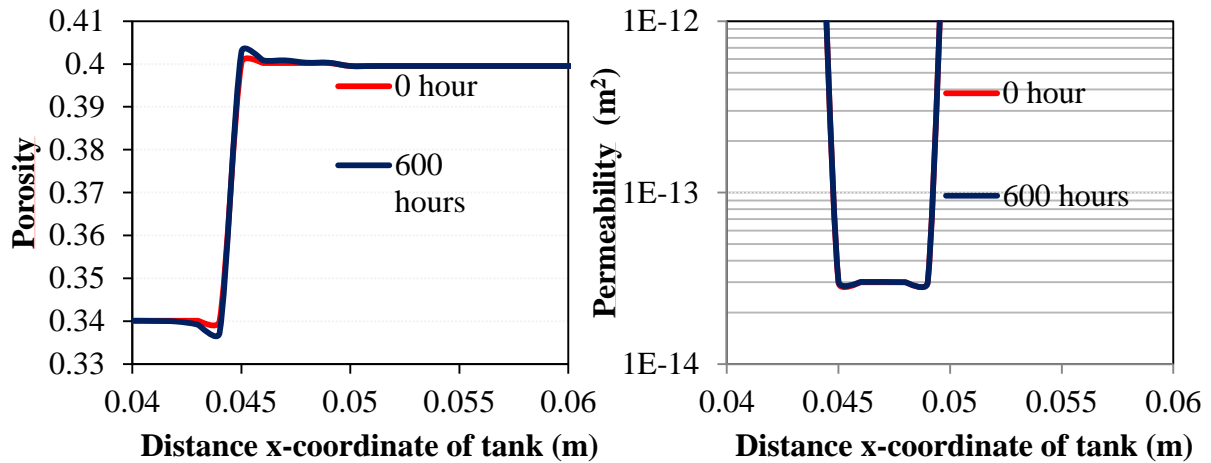 0.41
0.4
0.39
0.38
0.37
0.36
0.35
0.34
0.33
Porosity
0 hour
600
hours
0.04 0.045 0.05 0.055 0.06
Distance x-coordinate of tank (m)
1E-12
1E-13
1E-14
Permeability (m²)
0 hour
600 hours
0.04 0.045 0.05 0.055 0.06
Distance x-coordinate of tank (m)